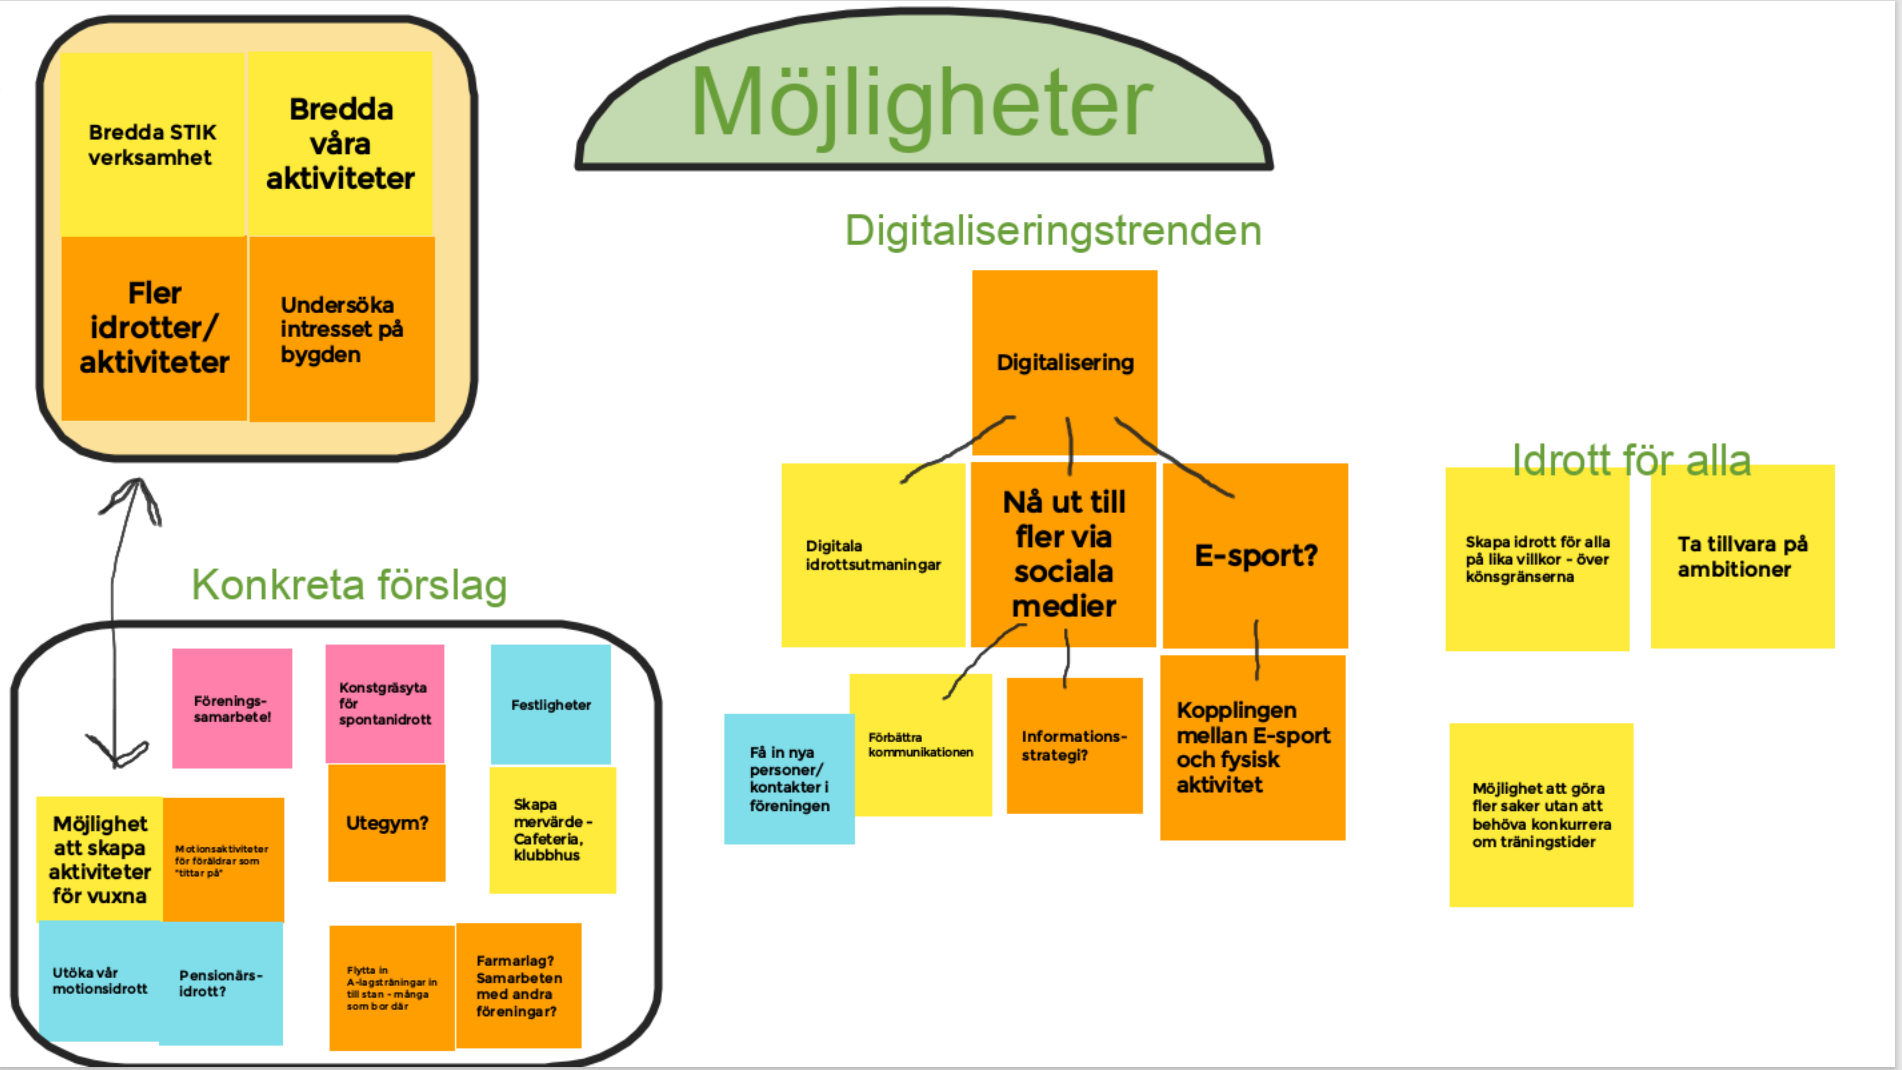 Möjligheter
Bredda STIK
verksamhet
Bredda
våra
aktiviteter
Fler
idrotter/
aktiviteter
Undersöka
intresset på
bygden
Konkreta förslag
Förenings-
samarbete!
Konstgräsyta
för
spontanidrott
Festligheter
Möjlighet
att skapa
aktiviteter
för vuxna
Motionsaktiviteter
för föräldrar som
"tittar på"
Utegym?
Skapa
mervärde -
Cafeteria,
klubbhus
Utöka vår
motionsidrott
Pensionärs-
idrott?
Flytta in
A-lagsträningar in
till stan - många
som bor där
Farmarlag?
Samarbeten
med andra
föreningar?
Digitaliseringstrenden
Digitalisering
Digitala
idrottsutmaningar
Nå ut till
fler via
sociala
medier
E-sport?
Få in nya
personer/
kontakter i
föreningen
Förbättra
kommunikationen
Informations-
strategi?
Kopplingen
mellan E-sport
och fysisk
aktivitet
Idrott för alla
Skapa idrott för alla
på lika villkor - över
könsgränserna
Ta tillvara på
ambitioner
Möjlighet att göra
fler saker utan att
behöva konkurrera
om träningstider